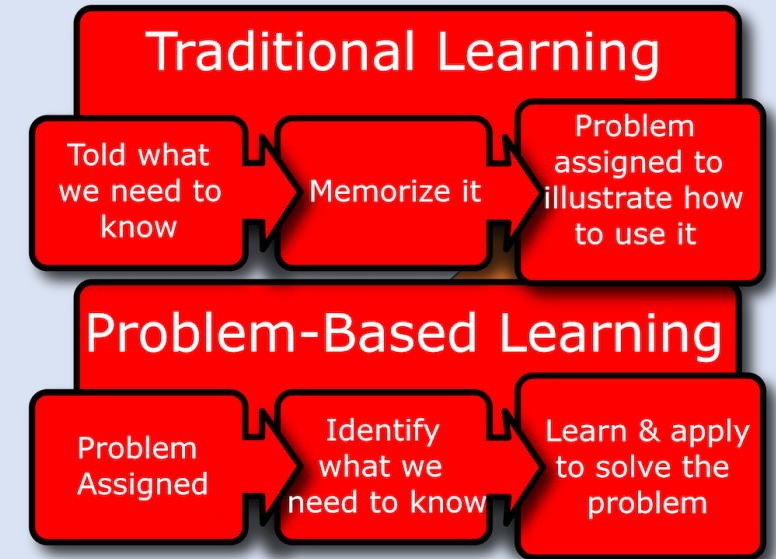 Traditional Learning
Told what
we need to
know
Memorize it
Problem
assigned to
illustrate how
to use it
Problem-Based Learning
Problem
Assigned
Identify
what we
need to know
Learn & apply
to solve the
problem